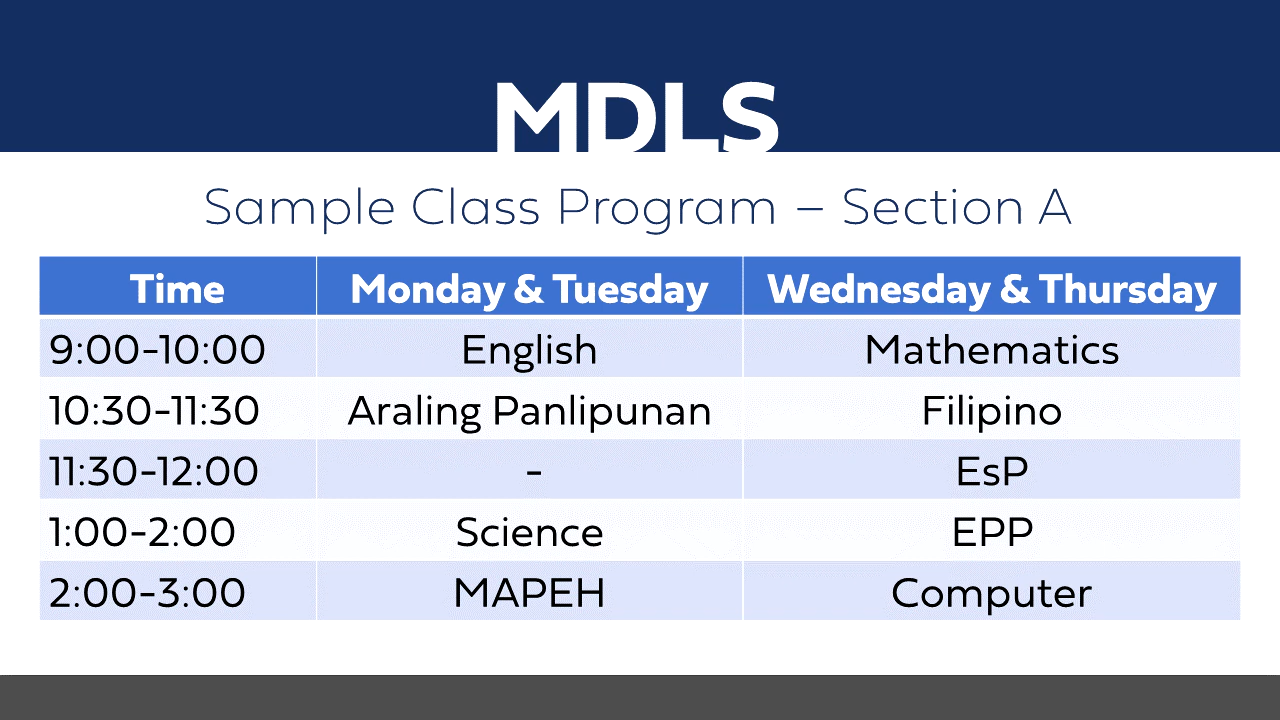 MDLS
Sample Class Program – Section A
Time Monday & Tuesday Wednesday & Thursday
9:00-10:00 English Mathematics
10:30-11:30 Araling Panlipunan Filipino
11:30-12:00 - EsP
1:00-2:00 Science EPP
2:00-3:00 MAPEH Computer